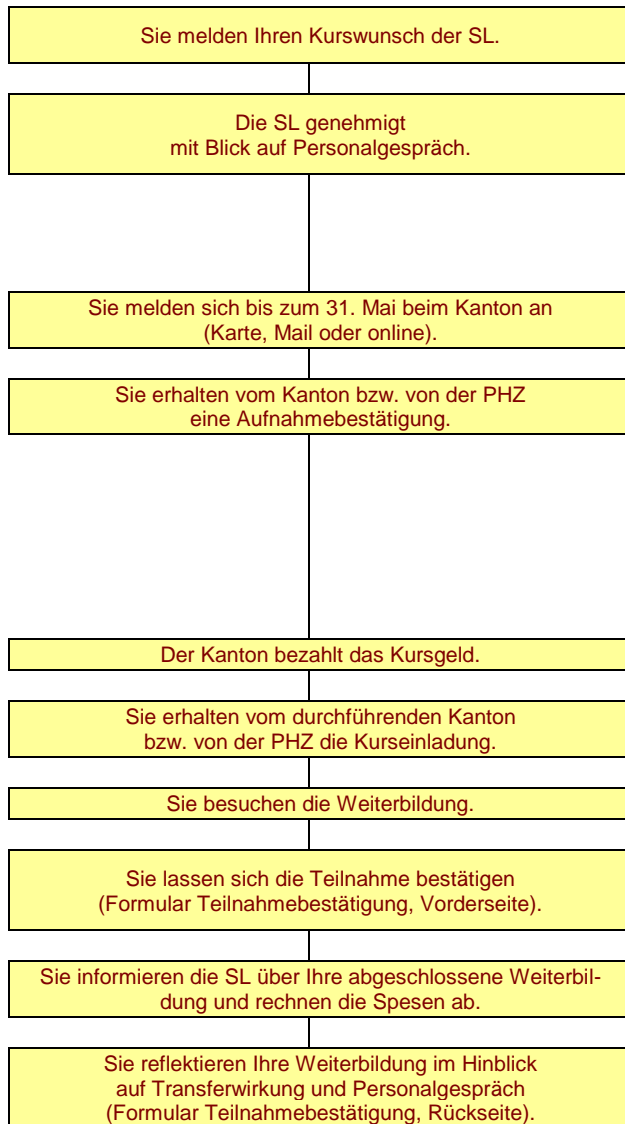 Sie melden Ihren Kurswunsch der SL.
Die SL genehmigt
mit Blick auf Personalgespräch.
Sie melden sich bis zum 31. Mai beim Kanton an
(Karte, Mail oder online).
Sie erhalten vom Kanton bzw. von der PHZ
eine Aufnahmebestätigung.
Der Kanton bezahlt das Kursgeld.
Sie erhalten vom durchführenden Kanton
bzw. von der PHZ die Kurseinladung.
Sie besuchen die Weiterbildung.
Sie lassen sich die Teilnahme bestätigen
(Formular Teilnahmebestätigung, Vorderseite).
Sie informieren die SL über Ihre abgeschlossene Weiterbil-
dung und rechnen die Spesen ab.
Sie reflektieren Ihre Weiterbildung im Hinblick
auf Transferwirkung und Personalgespräch
(Formular Teilnahmebestätigung, Rückseite).